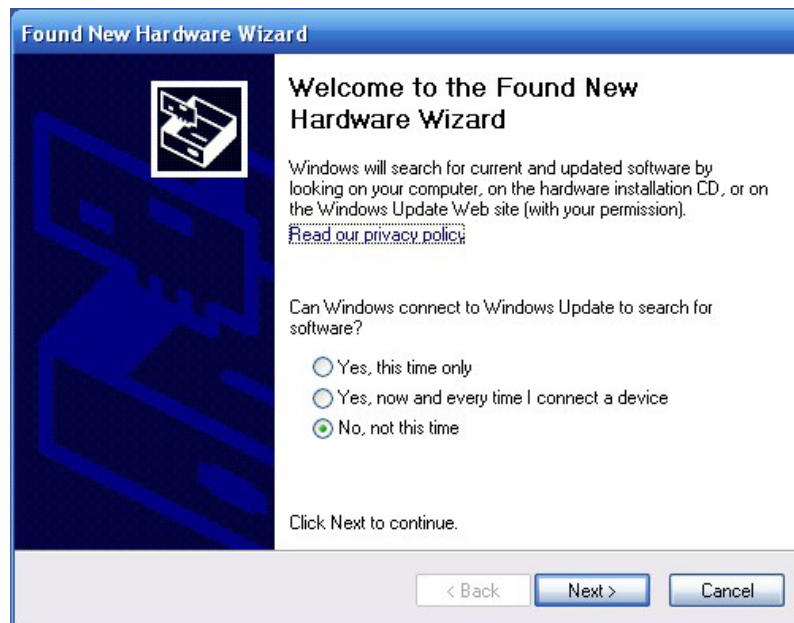 Found New Hardware Wizard
Welcome to the Found New
Hardware Wizard
Windows will search for current and updated software by
looking on your computer, on the hardware installation CD, or on
the Windows Update Web site (with your permission).
Read our privacy policy
Can Windows connect to Windows Update to search for
software?
Yes, this time only
Yes, now and every time I connect a device
No, not this time
Click Next to continue.
< Back Next > Cancel